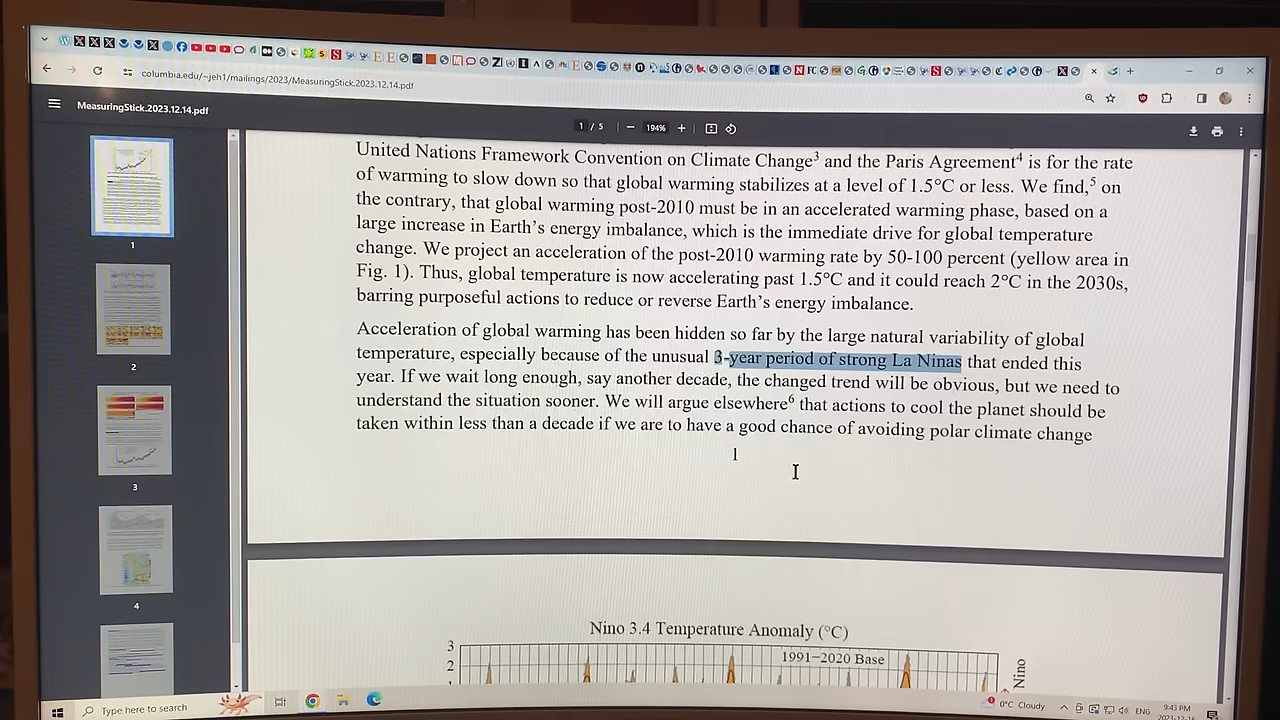 columbia.edu/~jeh1/mailings/2023/MeasuringStick.2023.12.14.pdf
MeasuringStick.2023.12.14.pdf
1 / 5
194%
United Nations Framework Convention on Climate Change3 and the Paris Agreement4 is for the rate
of warming to slow down so that global warming stabilizes at a level of 1.5°C or less. We find,5 on
the contrary, that global warming post-2010 must be in an accelerated warming phase, based on a
large increase in Earth's energy imbalance, which is the immediate drive for global temperature
change. We project an acceleration of the post-2010 warming rate by 50-100 percent (yellow area in
Fig. 1). Thus, global temperature is now accelerating past 1.5°C and it could reach 2°C in the 2030s,
barring purposeful actions to reduce or reverse Earth's energy imbalance.
Acceleration of global warming has been hidden so far by the large natural variability of global
temperature, especially because of the unusual 3-year period of strong La Ninas that ended this
year. If we wait long enough, say another decade, the changed trend will be obvious, but we need to
understand the situation sooner. We will argue elsewhere6 that actions to cool the planet should be
taken within less than a decade if we are to have a good chance of avoiding polar climate change
1
Nino 3.4 Temperature Anomaly (°C)
1991−2020 Base
3
2
Nino
1
2
3
4
Type here to search
0°C Cloudy
ENG
9:43 PM
2023-12-16